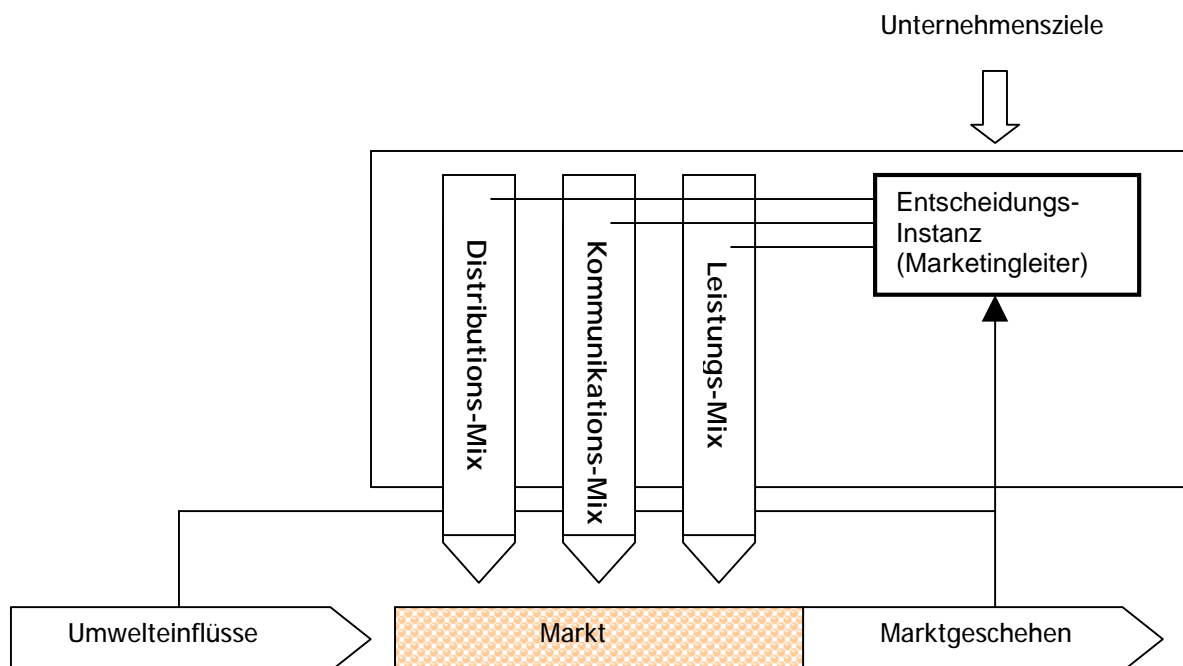 Unternehmensziele
Entscheidungs-
Instanz
(Marketingleiter)
Distributions-Mix
Kommunikations-Mix
Leistungs-Mix
Umwelteinflüsse
Markt
Marktgeschehen